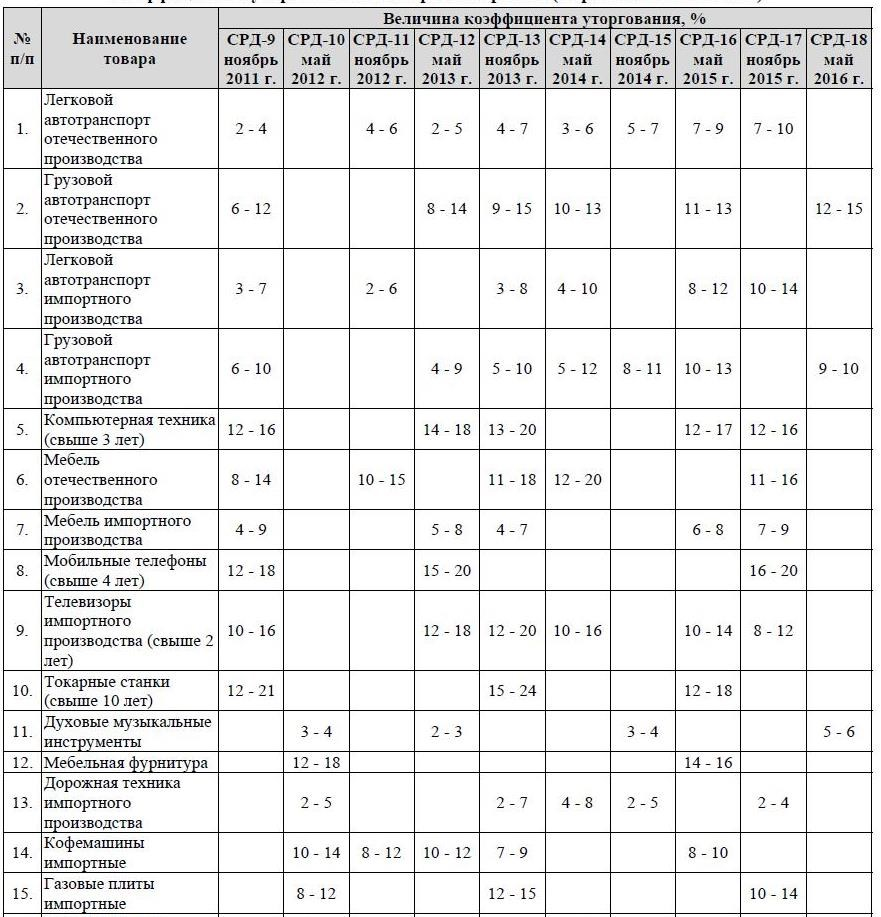 Величина коэффициента уторгования, %
№ п/п Наименование товара СРД-9 ноябрь 2011 г. СРД-10 май 2012 г. СРД-11 ноябрь 2012 г. СРД-12 май 2013 г. СРД-13 ноябрь 2013 г. СРД-14 май 2014 г. СРД-15 ноябрь 2014 г. СРД-16 май 2015 г. СРД-17 ноябрь 2015 г. СРД-18 май 2016 г.
1. Легковой автотранспорт отечественного производства 2 - 4 4 - 6 2 - 5 4 - 7 3 - 6 5 - 7 7 - 9 7 - 10
2. Грузовой автотранспорт отечественного производства 6 - 12 8 - 14 9 - 15 10 - 13 11 - 13 12 - 15
3. Легковой автотранспорт импортного производства 3 - 7 2 - 6 3 - 8 4 - 10 8 - 12 10 - 14
4. Грузовой автотранспорт импортного производства 6 - 10 4 - 9 5 - 10 5 - 12 8 - 11 10 - 13 9 - 10
5. Компьютерная техника (свыше 3 лет) 12 - 16 14 - 18 13 - 20 12 - 17 12 - 16
6. Мебель отечественного производства 8 - 14 10 - 15 11 - 18 12 - 20 11 - 16
7. Мебель импортного производства 4 - 9 5 - 8 4 - 7 6 - 8 7 - 9
8. Мобильные телефоны (свыше 4 лет) 12 - 18 15 - 20 16 - 20
9. Телевизоры импортного производства (свыше 2 лет) 10 - 16 12 - 18 12 - 20 10 - 16 10 - 14 8 - 12
10. Токарные станки (свыше 10 лет) 12 - 21 15 - 24 12 - 18
11. Духовые музыкальные инструменты 3 - 4 2 - 3 3 - 4 5 - 6
12. Мебельная фурнитура 12 - 18 14 - 16
13. Дорожная техника импортного производства 2 - 5 2 - 7 4 - 8 2 - 5 2 - 4
14. Кофемашины импортные 10 - 14 8 - 12 10 - 12 7 - 9 8 - 10
15. Газовые плиты импортные 8 - 12 12 - 15 10 - 14